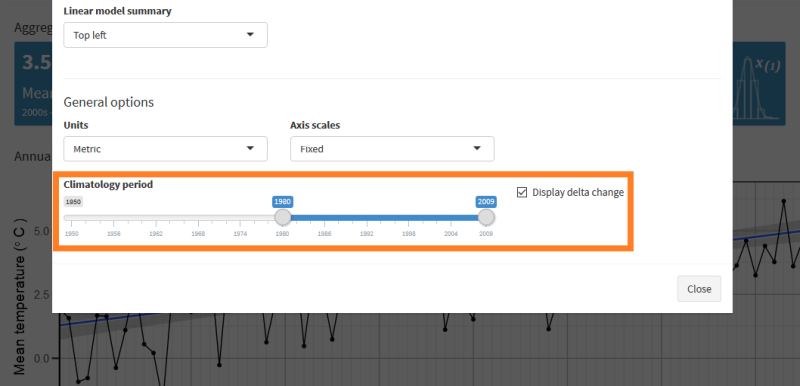 Linear model summary
Top left
Aggreg
3.5
Mean
2000s
x(1)
General options
Units
Axis scales
Metric
Fixed
Annua
Climatology period
Display delta change
1950
1980
2009
1950 1956 1962 1968 1974 1980 1986 1992 1998 2004 2009
Close
Mean temperature (° C)
5.0
2.5
0.0